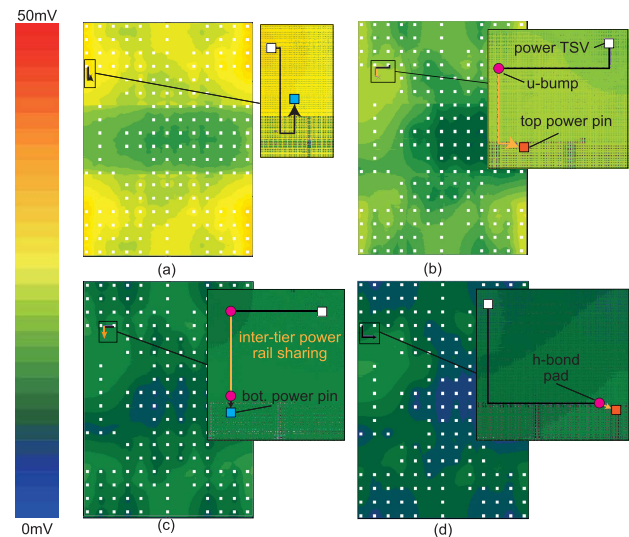 50mV
power TSV
u-bump
top power pin
(a)
(b)
inter-tier power
rail sharing
bot. power pin
h-bond
pad
0mV
(c)
(d)